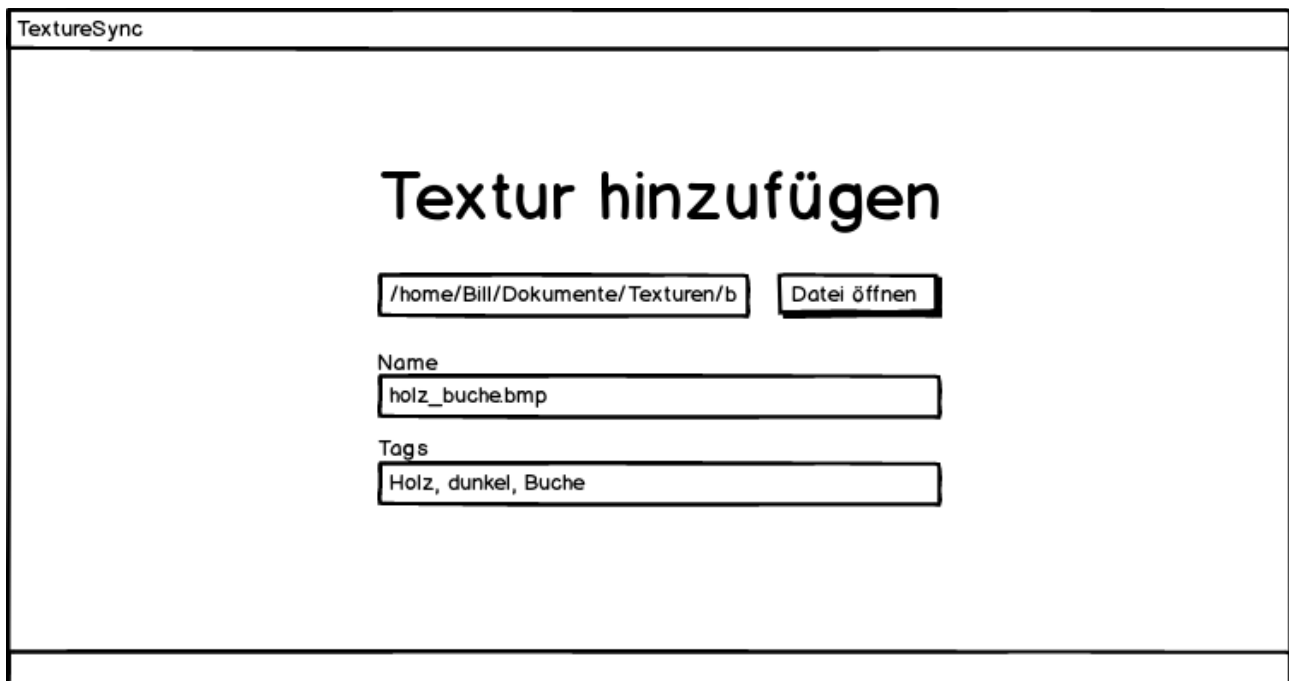 TextureSync
Textur hinzufügen
/home/Bill/Dokumente/Texturen/b Datei öffnen
Name
holz_buche.bmp
Tags
Holz, dunkel, Buche